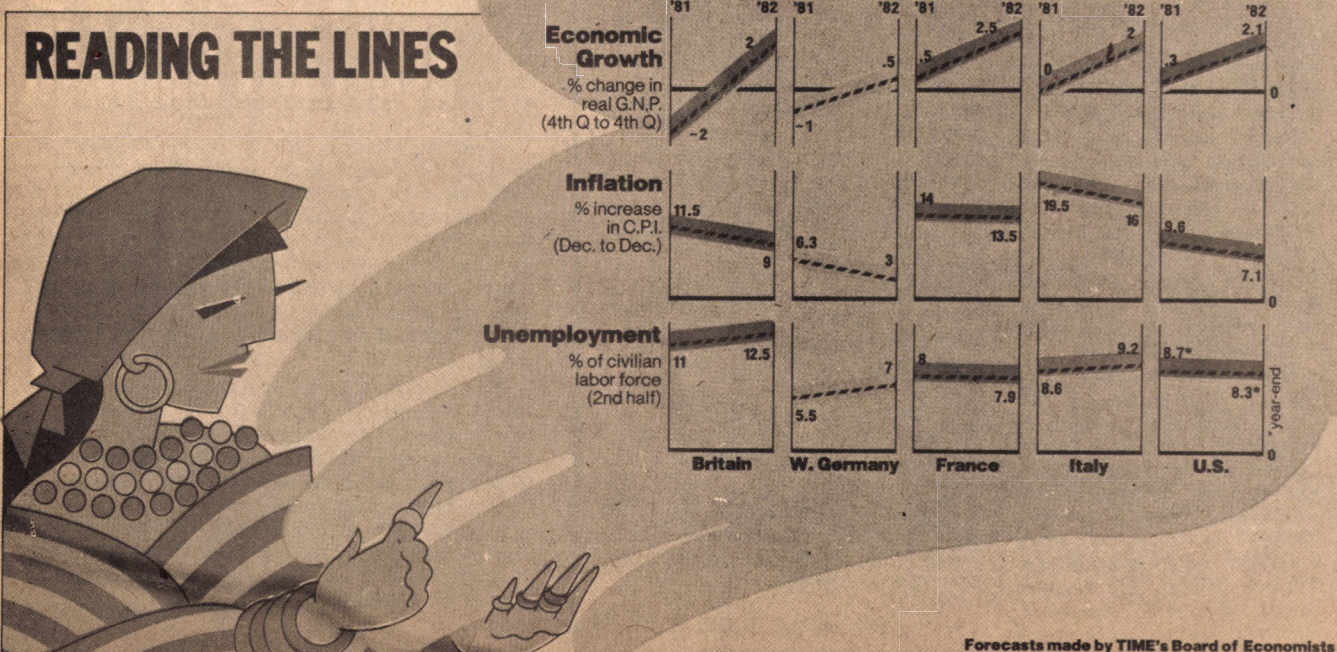 READING THE LINES
'81 '82 '81 '82 '81 '82 '81 '82 '81 '82
Economic
Growth
% change in
real G.N.P.
(4th Q to 4th Q)
-2 2
-1 .5
.5 2.5
0 2
.3 2.1
0
Inflation
% increase
in C.P.I.
(Dec. to Dec.)
11.5 9
6.3 3
14 13.5
19.5 16
9.6 7.1
0
Unemployment
% of civilian
labor force
(2nd half)
11 12.5
5.5 7
8 7.9
8.6 9.2
8.7* 8.3*
0
*year-end
Britain W. Germany France Italy U.S.
Forecasts made by TIME's Board of Economists